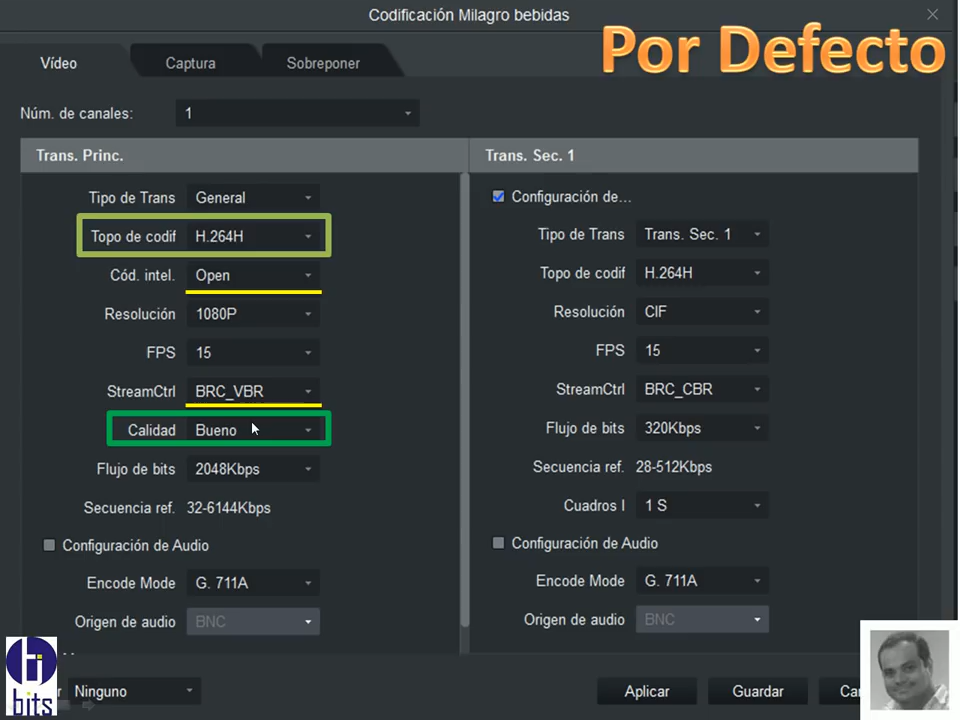 Codificación Milagro bebidas
Por Defecto
Vídeo
Captura
Sobreponer
Núm. de canales: 1
Trans. Princ.
Tipo de Trans General
Topo de codif H.264H
Cód. intel. Open
Resolución 1080P
FPS 15
StreamCtrl BRC_VBR
Calidad Bueno
Flujo de bits 2048Kbps
Secuencia ref. 32-6144Kbps
Configuración de Audio
Encode Mode G. 711A
Origen de audio BNC
Trans. Sec. 1
Configuración de...
Tipo de Trans Trans. Sec. 1
Topo de codif H.264H
Resolución CIF
FPS 15
StreamCtrl BRC_CBR
Flujo de bits 320Kbps
Secuencia ref. 28-512Kbps
Cuadros I 1 S
Configuración de Audio
Encode Mode G. 711A
Origen de audio BNC
Ninguno
Aplicar
Guardar
bits